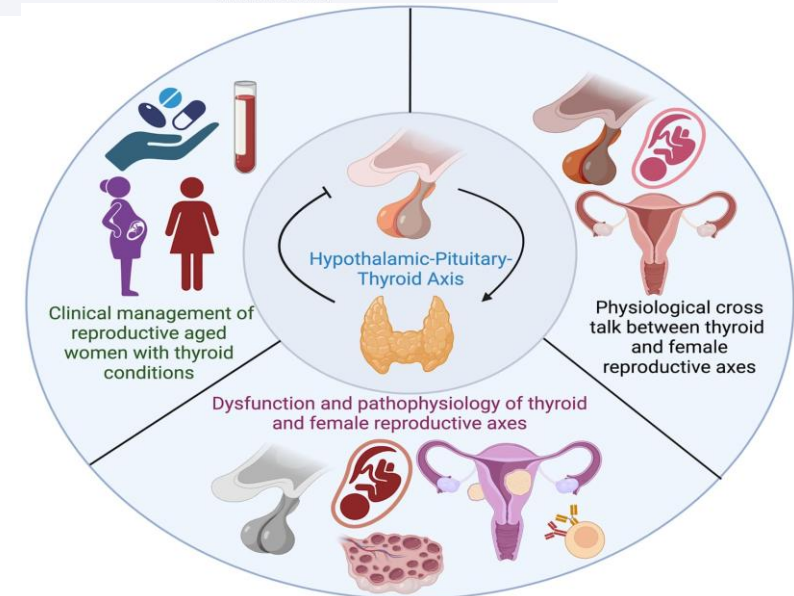 Hypothalamic-Pituitary-
Thyroid Axis
Clinical management of
reproductive aged
women with thyroid
conditions
Physiological cross
talk between thyroid
and female
reproductive axes
Dysfunction and pathophysiology of thyroid
and female reproductive axes